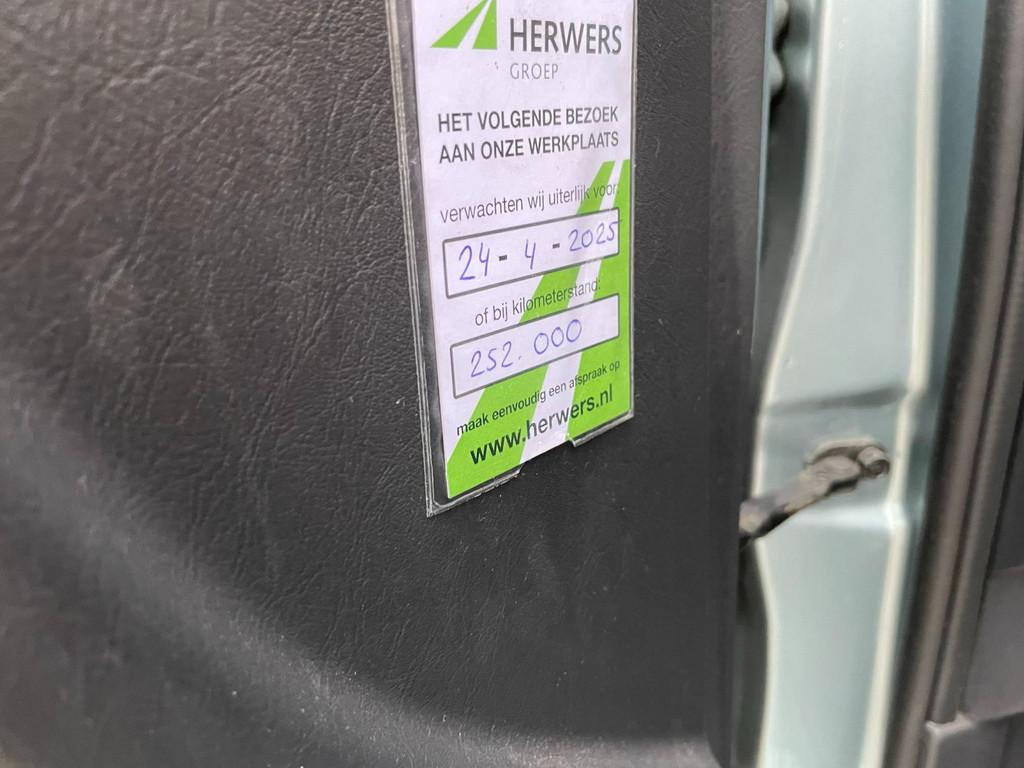 HERWERS
GROEP
HET VOLGENDE BEZOEK
AAN ONZE WERKPLAATS
verwachten wij uiterlijk voor:
24 - 4 - 2025
of bij kilometerstand:
252.000
maak eenvoudig een afspraak op
www.herwers.nl